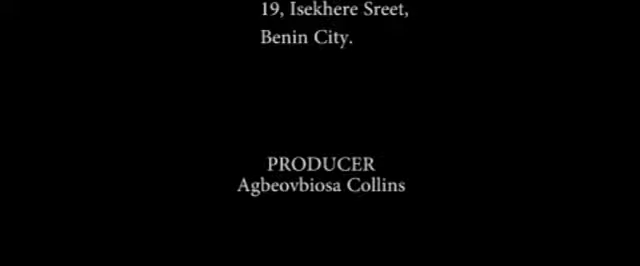 19, Isekhere Sreet,
Benin City.
PRODUCER
Agbeovbiosa Collins